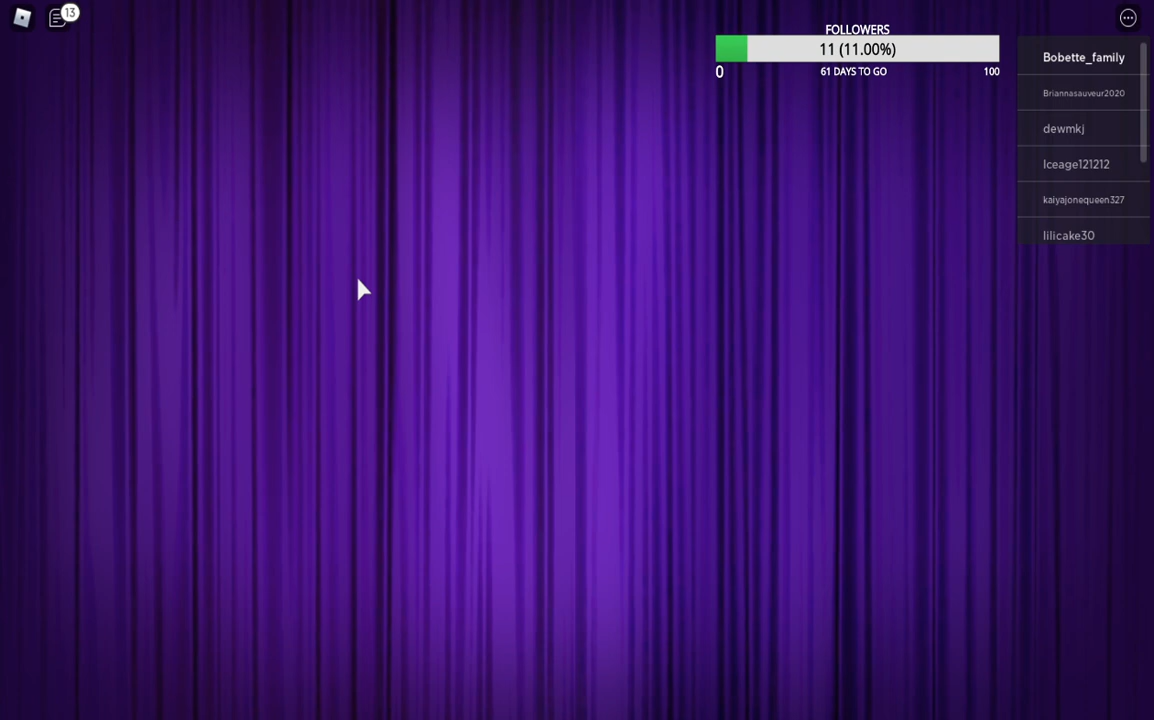 13
FOLLOWERS
11 (11.00%)
0
61 DAYS TO GO
100
Bobette_family
Briannasauveur2020
dewmkj
Iceage121212
kaiyajonequeen327
lilicake30